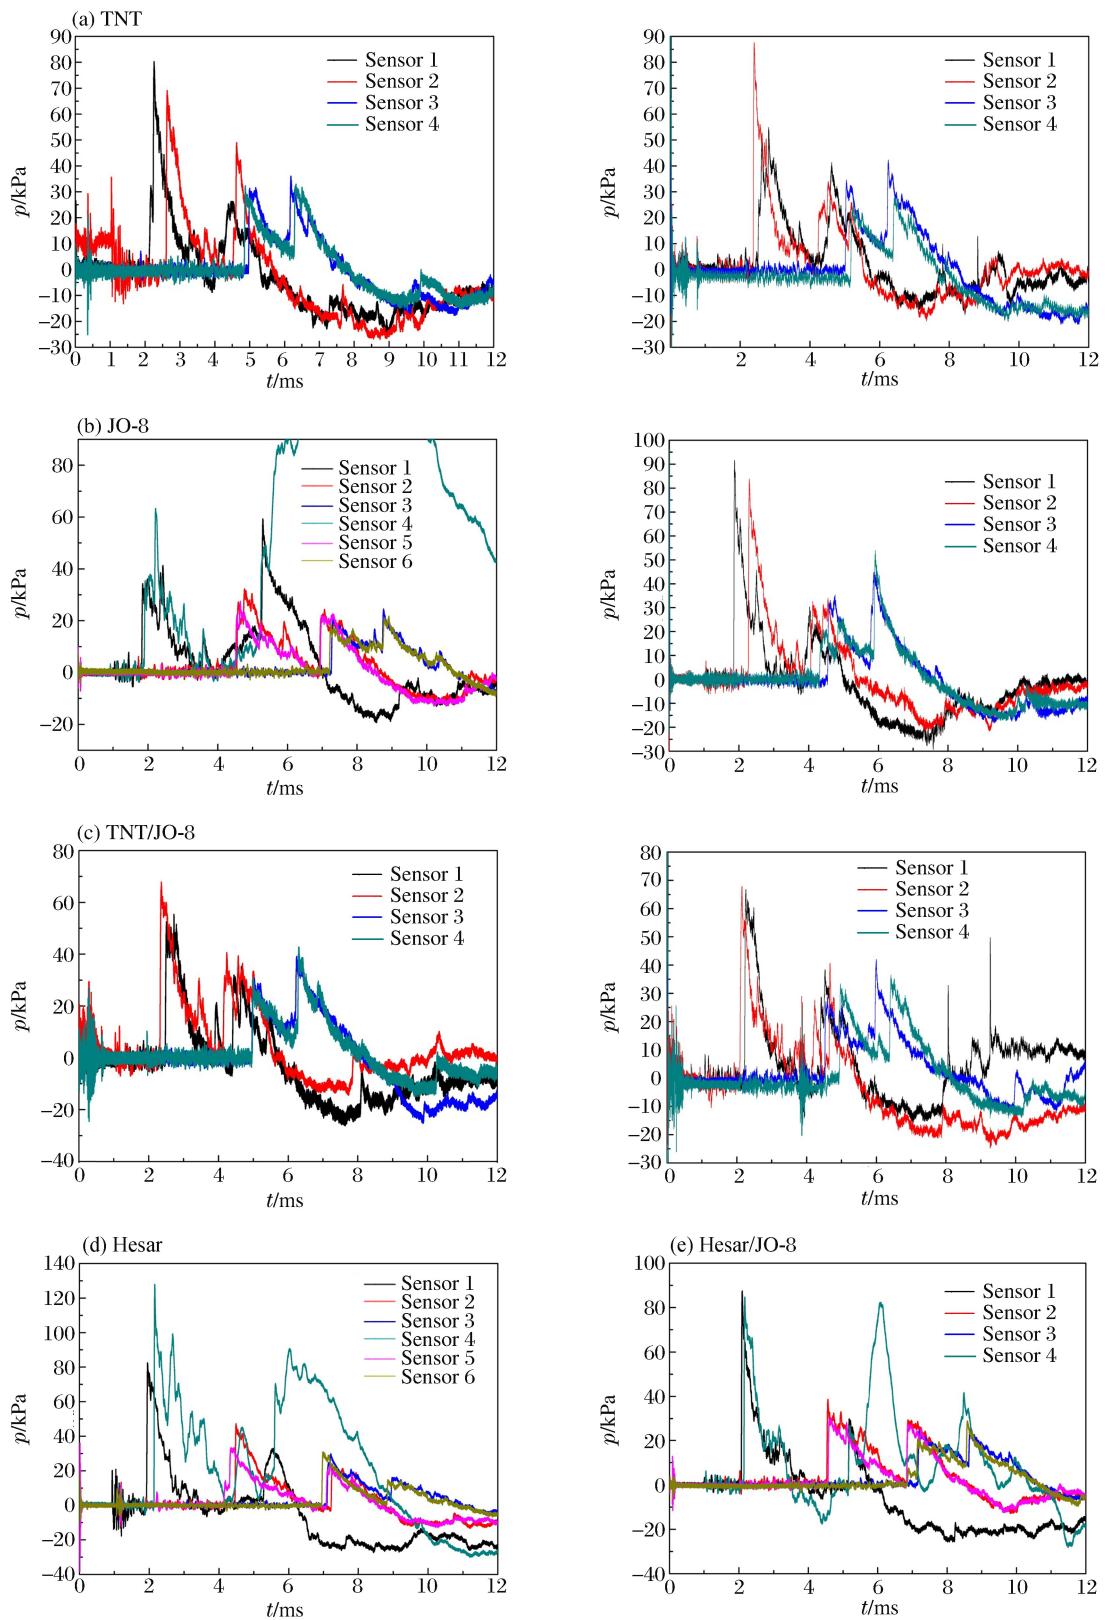 (a) TNT
90
80
70
60
50
40
30
20
10
0
−10
−20
−30
p/kPa
Sensor 1
Sensor 2
Sensor 3
Sensor 4
0 1 2 3 4 5 6 7 8 9 10 11 12
t/ms
90
80
70
60
50
40
30
20
10
0
−10
−20
−30
p/kPa
Sensor 1
Sensor 2
Sensor 3
Sensor 4
2 4 6 8 10 12
t/ms
(b) JO-8
80
60
40
20
0
−20
p/kPa
Sensor 1
Sensor 2
Sensor 3
Sensor 4
Sensor 5
Sensor 6
0 2 4 6 8 10 12
t/ms
100
90
80
70
60
50
40
30
20
10
0
−10
−20
−30
p/kPa
Sensor 1
Sensor 2
Sensor 3
Sensor 4
0 2 4 6 8 10 12
t/ms
(c) TNT/JO-8
80
60
40
20
0
−20
−40
p/kPa
Sensor 1
Sensor 2
Sensor 3
Sensor 4
0 2 4 6 8 10 12
t/ms
80
70
60
50
40
30
20
10
0
−10
−20
−30
p/kPa
Sensor 1
Sensor 2
Sensor 3
Sensor 4
0 2 4 6 8 10 12
t/ms
(d) Hesar
140
120
100
80
60
40
20
0
−20
−40
p/kPa
Sensor 1
Sensor 2
Sensor 3
Sensor 4
Sensor 5
Sensor 6
0 2 4 6 8 10 12
t/ms
(e) Hesar/JO-8
100
80
60
40
20
0
−20
−40
p/kPa
Sensor 1
Sensor 2
Sensor 3
Sensor 4
0 2 4 6 8 10 12
t/ms